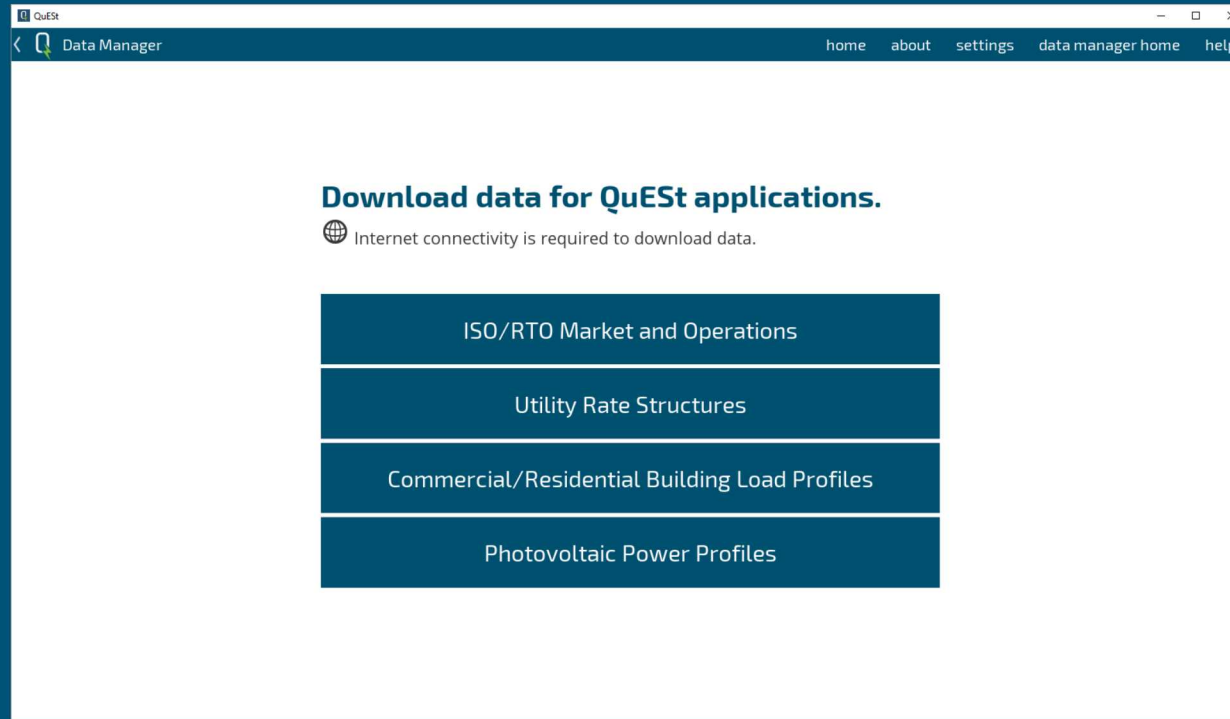 QuESt
Data Manager home about settings data manager home
Download data for QuESt applications.
Internet connectivity is required to download data.
ISO/RTO Market and Operations
Utility Rate Structures
Commercial/Residential Building Load Profiles
Photovoltaic Power Profiles